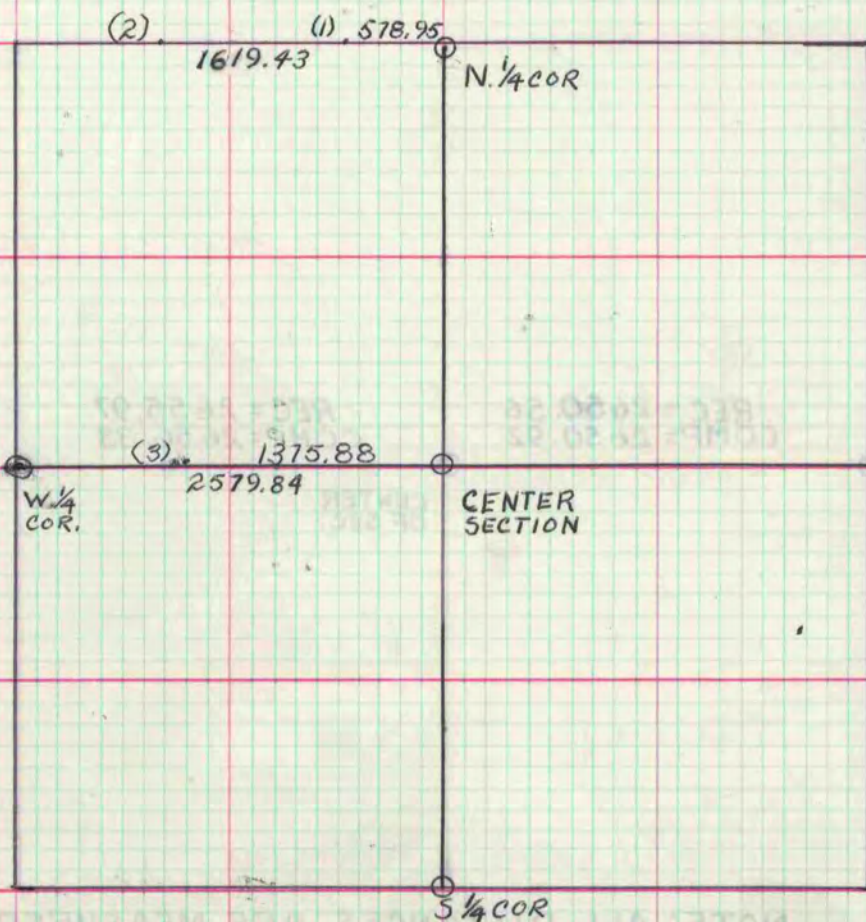 (2) (1) 578.95
1619.43
N. 1/4 COR
(3) 1375.88
2579.84
W. 1/4
COR.
CENTER
SECTION
S 1/4 COR